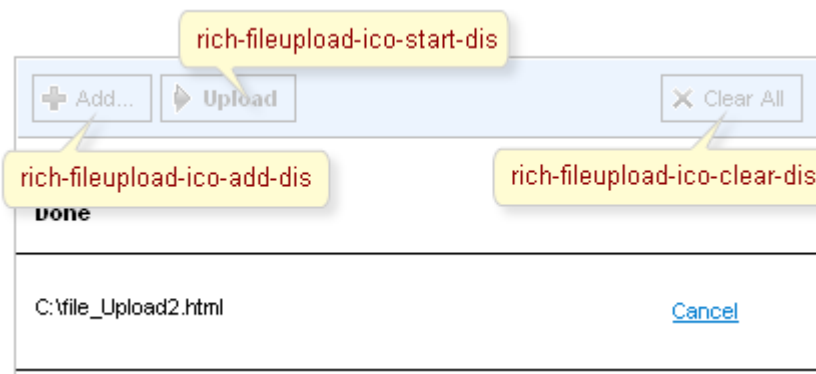 rich-fileupload-ico-start-dis
Add... Upload Clear All
rich-fileupload-ico-add-dis rich-fileupload-ico-clear-dis
Done
C:\file_Upload2.html Cancel